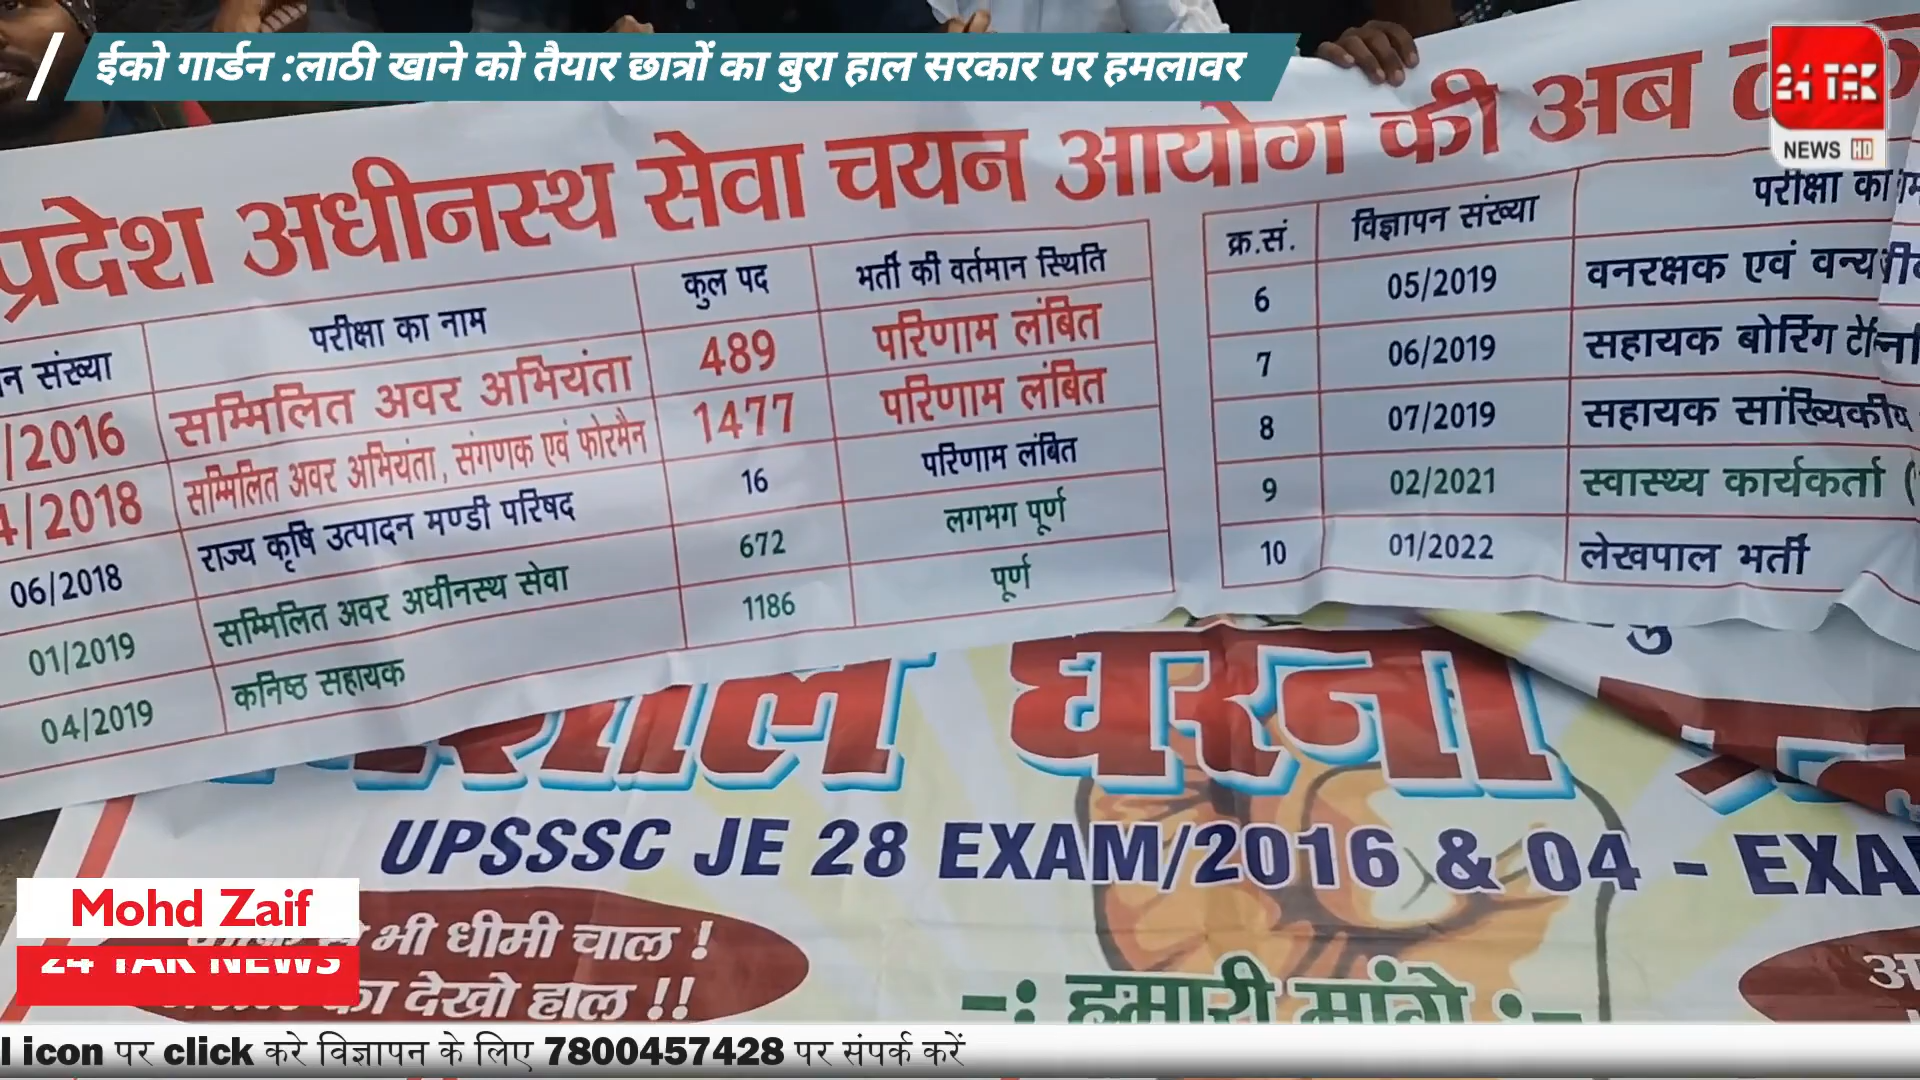 ईको गार्डन :लाठी खाने को तैयार छात्रों का बुरा हाल सरकार पर हमलावर
24 TAK
NEWS HD
प्रदेश अधीनस्थ सेवा चयन आयोग की अब
संख्या परीक्षा का नाम कुल पद भर्ती की वर्तमान स्थिति
/2016 सम्मिलित अवर अभियंता 489 परिणाम लंबित
4/2018 सम्मिलित अवर अभियंता, संगणक एवं फोरमैन 1477 परिणाम लंबित
06/2018 राज्य कृषि उत्पादन मण्डी परिषद 16 परिणाम लंबित
01/2019 सम्मिलित अवर अधीनस्थ सेवा 672 लगभग पूर्ण
04/2019 कनिष्ठ सहायक 1186 पूर्ण
क्र.सं. विज्ञापन संख्या परीक्षा का
6 05/2019 वनरक्षक एवं वन्य
7 06/2019 सहायक बोरिंग
8 07/2019 सहायक सांख्यिकीय
9 02/2021 स्वास्थ्य कार्यकर्ता (
10 01/2022 लेखपाल भर्ती
धरना
UPSSSC JE 28 EXAM/2016 & 04 - EXA
भी धीमी चाल !
का देखो हाल !!
-: हमारी मांगे :-
Mohd Zaif
24 TAK NEWS
l icon पर click करे विज्ञापन के लिए 7800457428 पर संपर्क करें